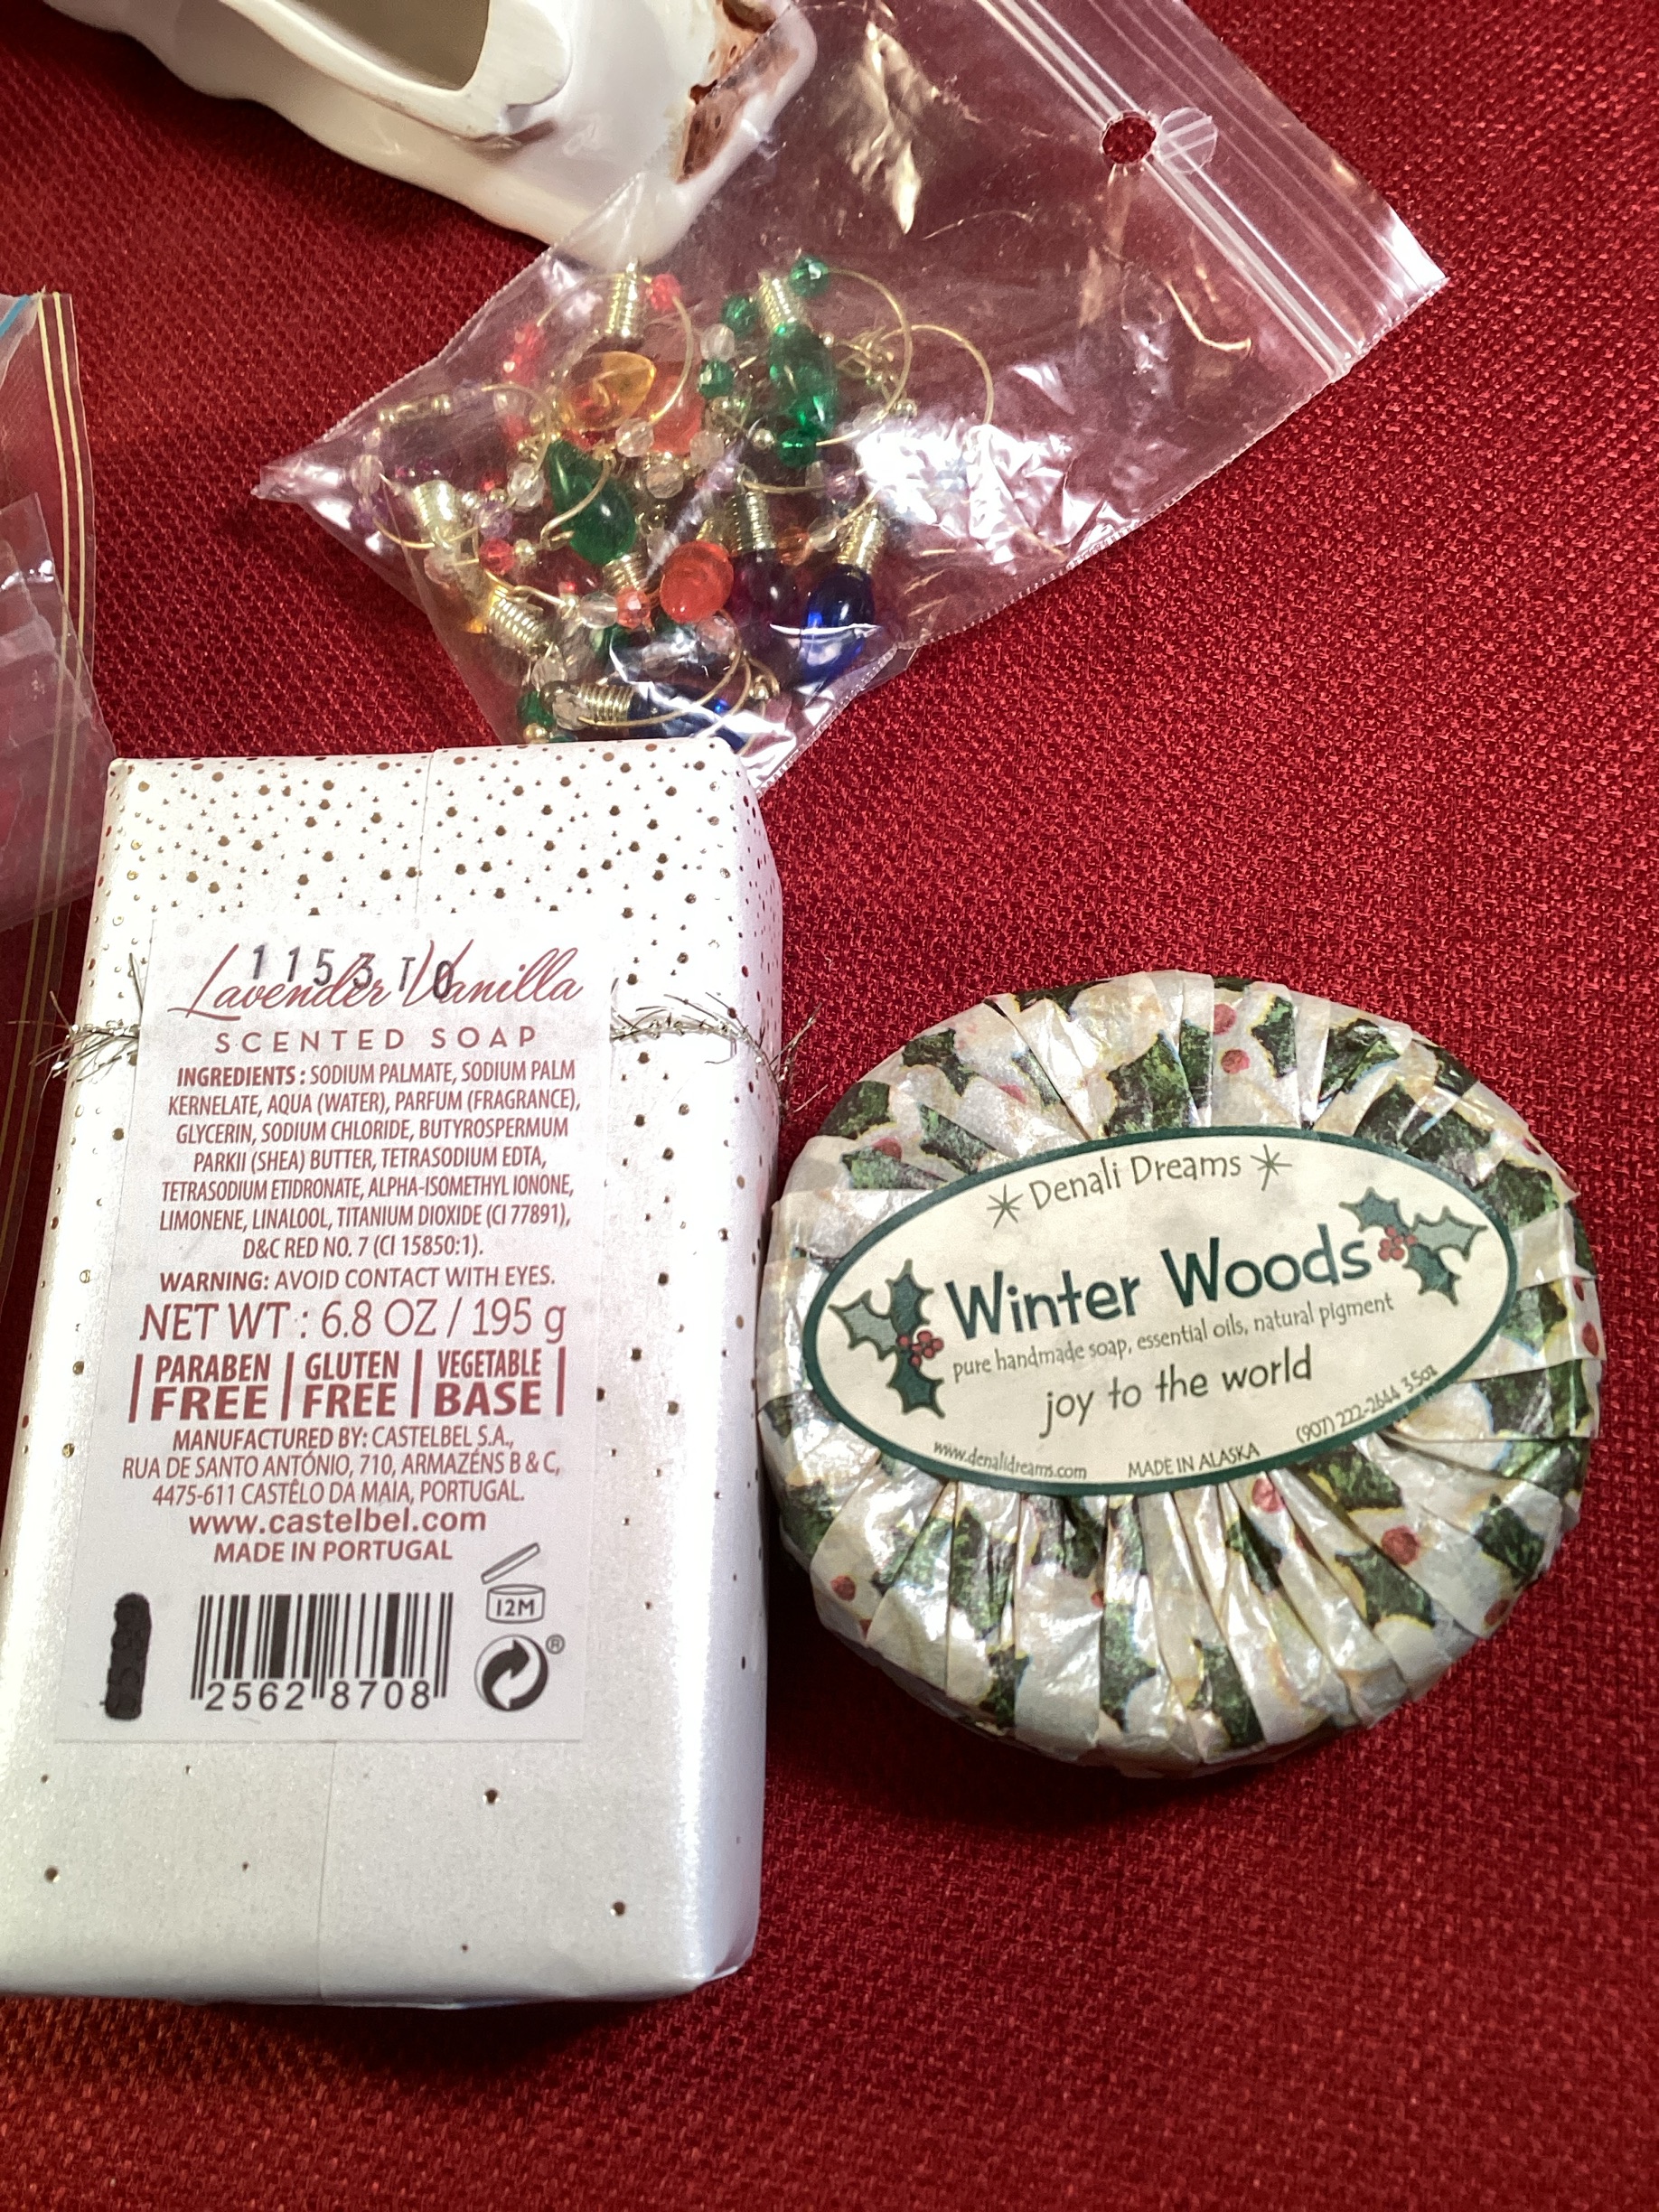 1153 T0
Lavender Vanilla
SCENTED SOAP
INGREDIENTS : SODIUM PALMATE, SODIUM PALM
KERNELATE, AQUA (WATER), PARFUM (FRAGRANCE),
GLYCERIN, SODIUM CHLORIDE, BUTYROSPERMUM
PARKII (SHEA) BUTTER, TETRASODIUM EDTA,
TETRASODIUM ETIDRONATE, ALPHA-ISOMETHYL IONONE,
LIMONENE, LINALOOL, TITANIUM DIOXIDE (CI 77891),
D&C RED NO. 7 (CI 15850:1).
WARNING: AVOID CONTACT WITH EYES.
NET WT : 6.8 OZ / 195 g
PARABEN FREE | GLUTEN FREE | VEGETABLE BASE
MANUFACTURED BY: CASTELBEL S.A.,
RUA DE SANTO ANTÓNIO, 710, ARMAZÉNS B & C,
4475-611 CASTÊLO DA MAIA, PORTUGAL.
www.castelbel.com
MADE IN PORTUGAL
12M
®
2562 8708
Denali Dreams
Winter Woods
pure handmade soap, essential oils, natural pigment
joy to the world
www.denalidreams.com MADE IN ALASKA (907) 222-2644 3.5oz